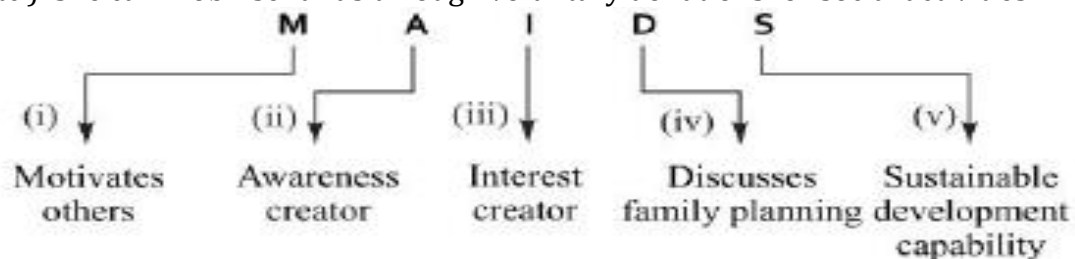 M A I D S
(i) (ii) (iii) (iv) (v)
Motivates Awareness Interest Discusses Sustainable
others creator creator family planning development
capability